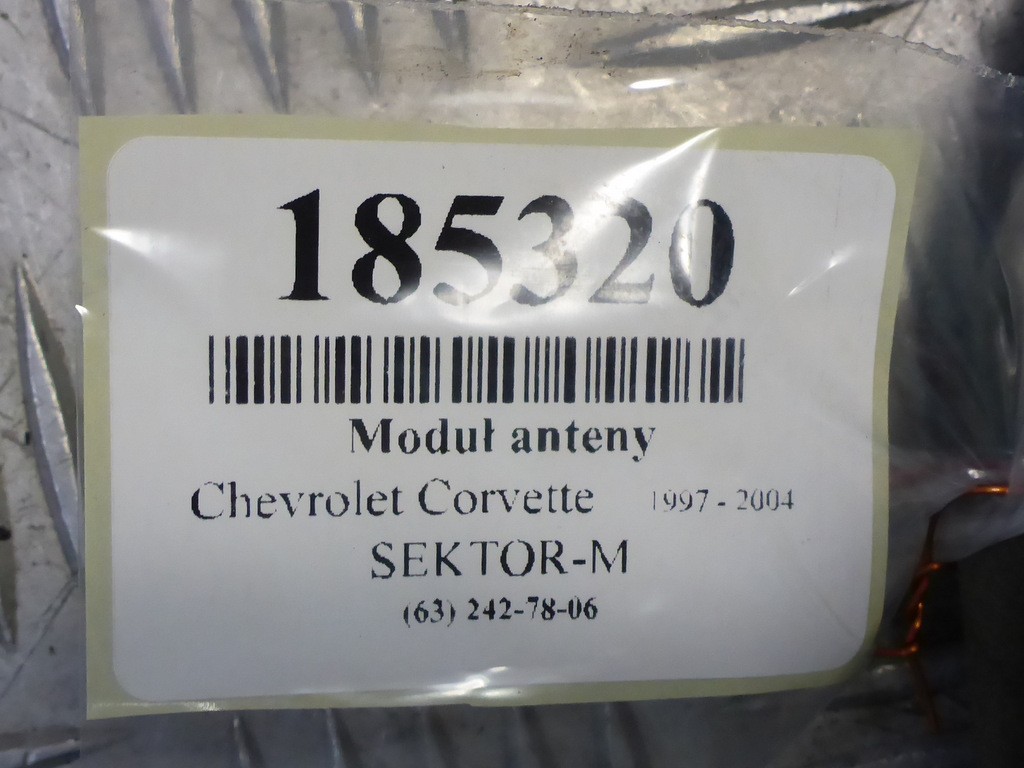 185320
Moduł anteny
Chevrolet Corvette 1997 - 2004
SEKTOR-M
(63) 242-78-06